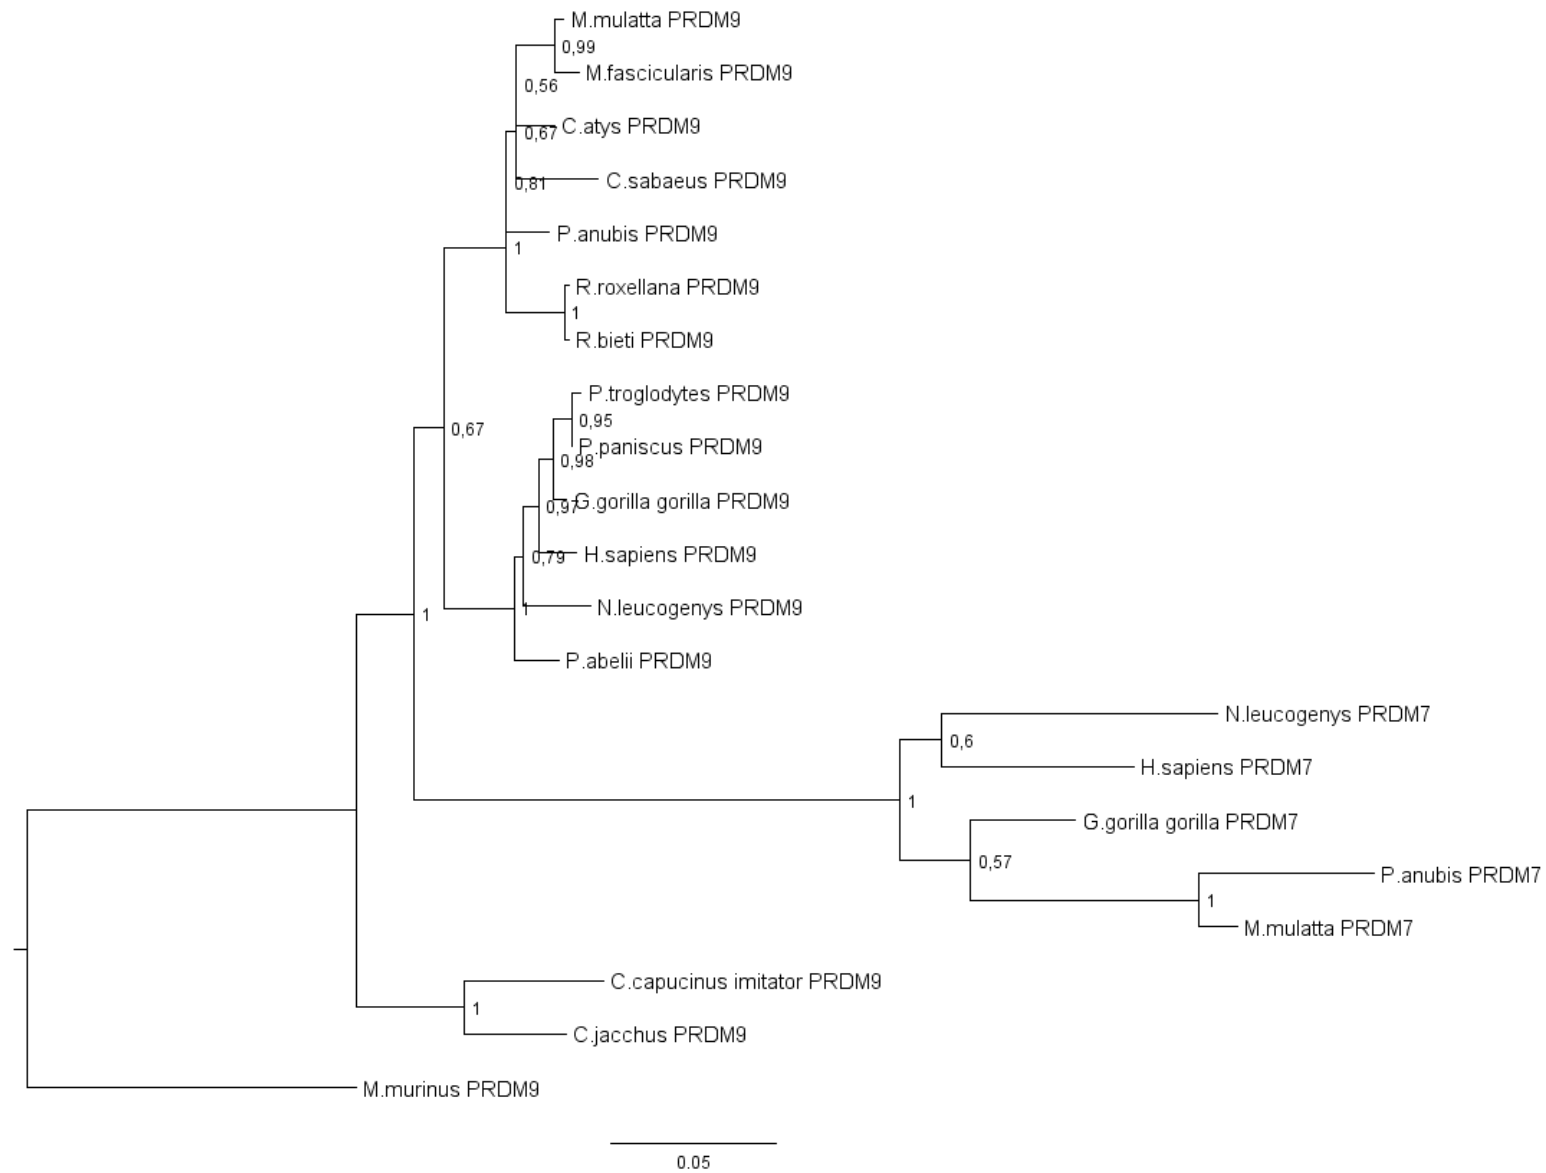 M.mulatta PRDM9
0,99
M.fascicularis PRDM9
0,56
C.atys PRDM9
0,67
C.sabaeus PRDM9
0,81
P.anubis PRDM9
1
R.roxellana PRDM9
1
R.bieti PRDM9
P.troglodytes PRDM9
0,95
0,67
P.paniscus PRDM9
0,98
G.gorilla gorilla PRDM9
0,97
H.sapiens PRDM9
0,79
N.leucogenys PRDM9
1
1
P.abelii PRDM9
N.leucogenys PRDM7
0,6
H.sapiens PRDM7
1
G.gorilla gorilla PRDM7
0,57
P.anubis PRDM7
1
M.mulatta PRDM7
C.capucinus imitator PRDM9
1
C.jacchus PRDM9
M.murinus PRDM9
0.05